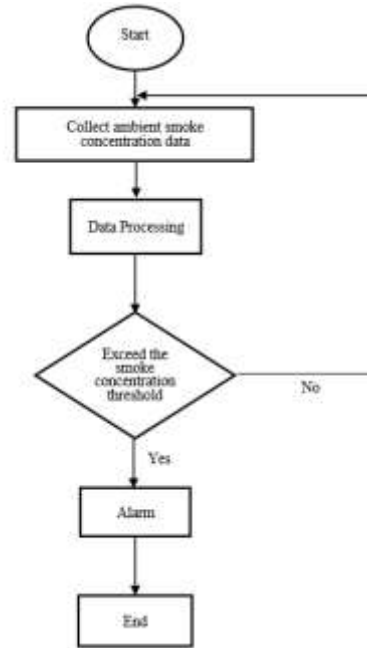 Start
Collect ambient smoke
concentration data
Data Processing
Exceed the
smoke
concentration
threshold
No
Yes
Alarm
End